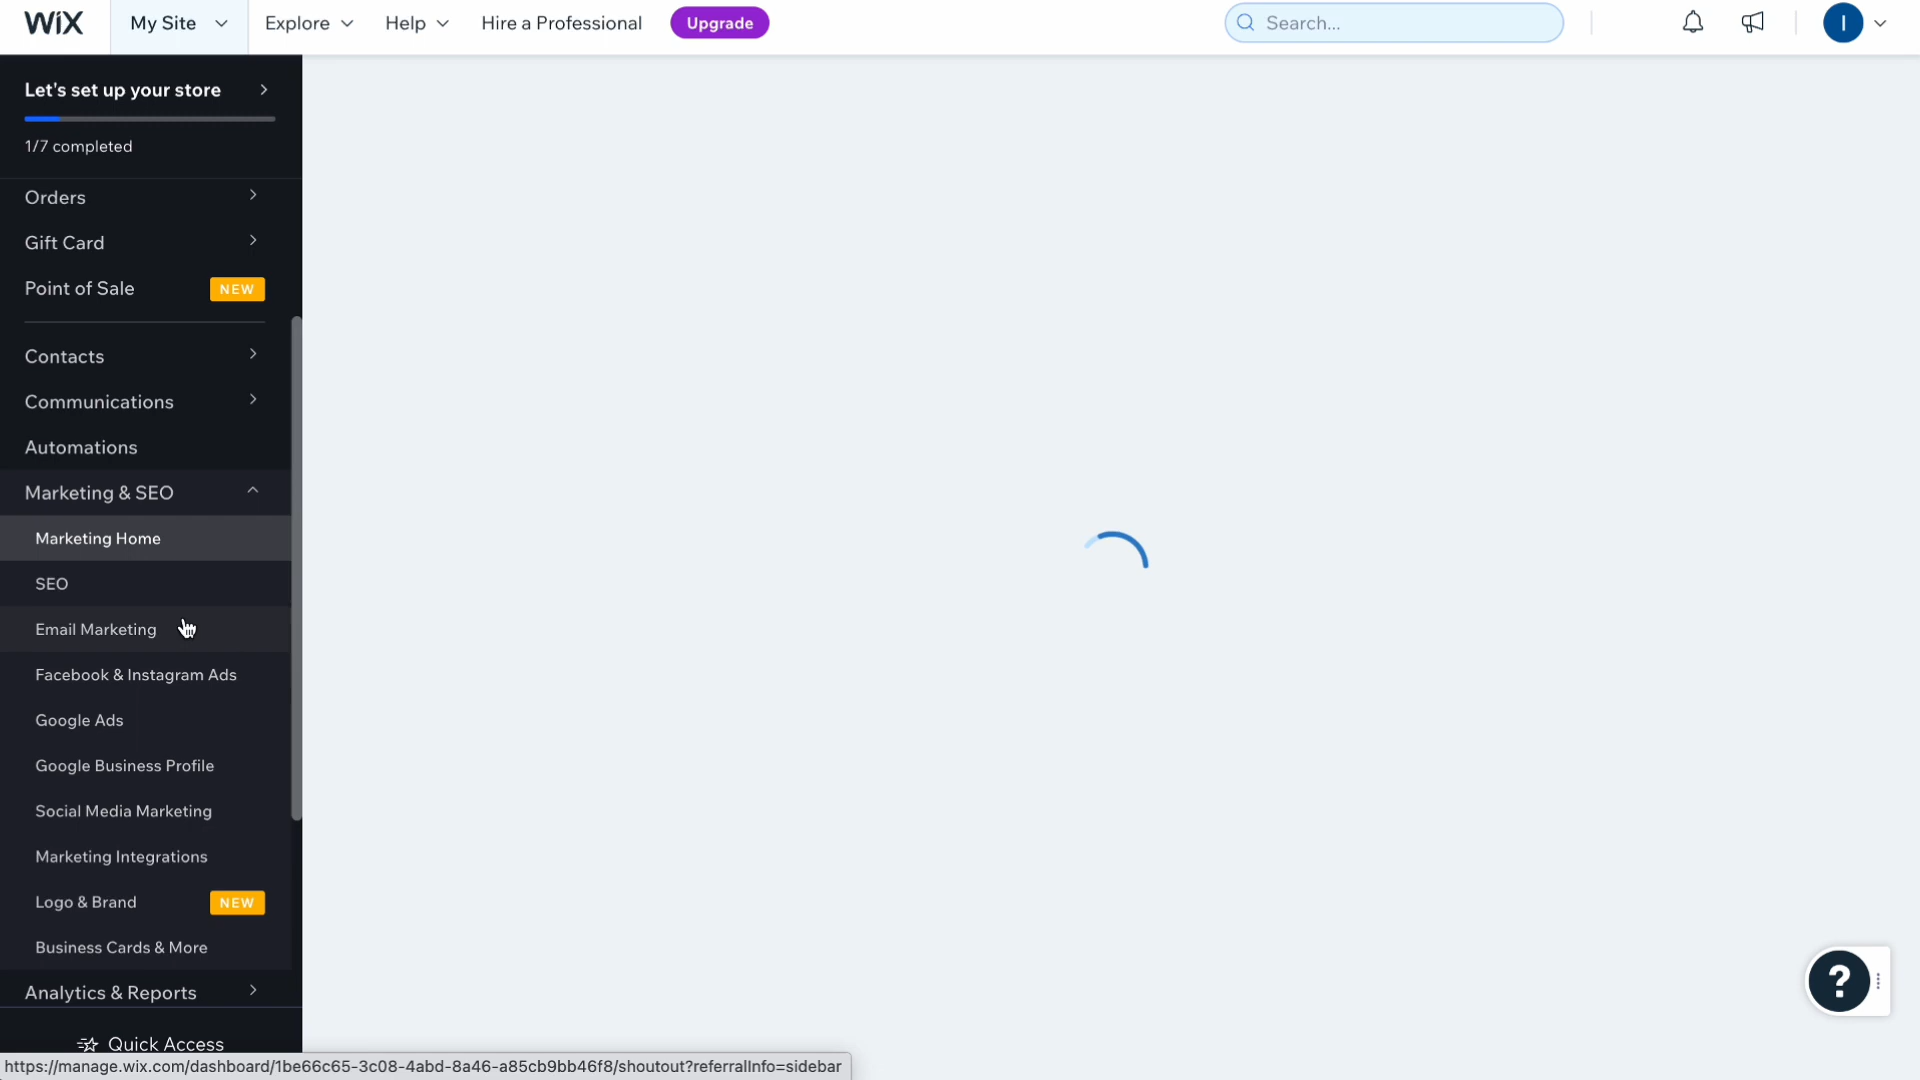 WIX My Site Explore Help Hire a Professional Upgrade Search...
I
Let's set up your store
1/7 completed
Orders
Gift Card
Point of Sale NEW
Contacts
Communications
Automations
Marketing & SEO
Marketing Home
SEO
Email Marketing
Facebook & Instagram Ads
Google Ads
Google Business Profile
Social Media Marketing
Marketing Integrations
Logo & Brand NEW
Business Cards & More
?
Analytics & Reports
Quick Access
https://manage.wix.com/dashboard/1be66c65-3c08-4abd-8a46-a85cb9bb46f8/shoutout?referralInfo=sidebar